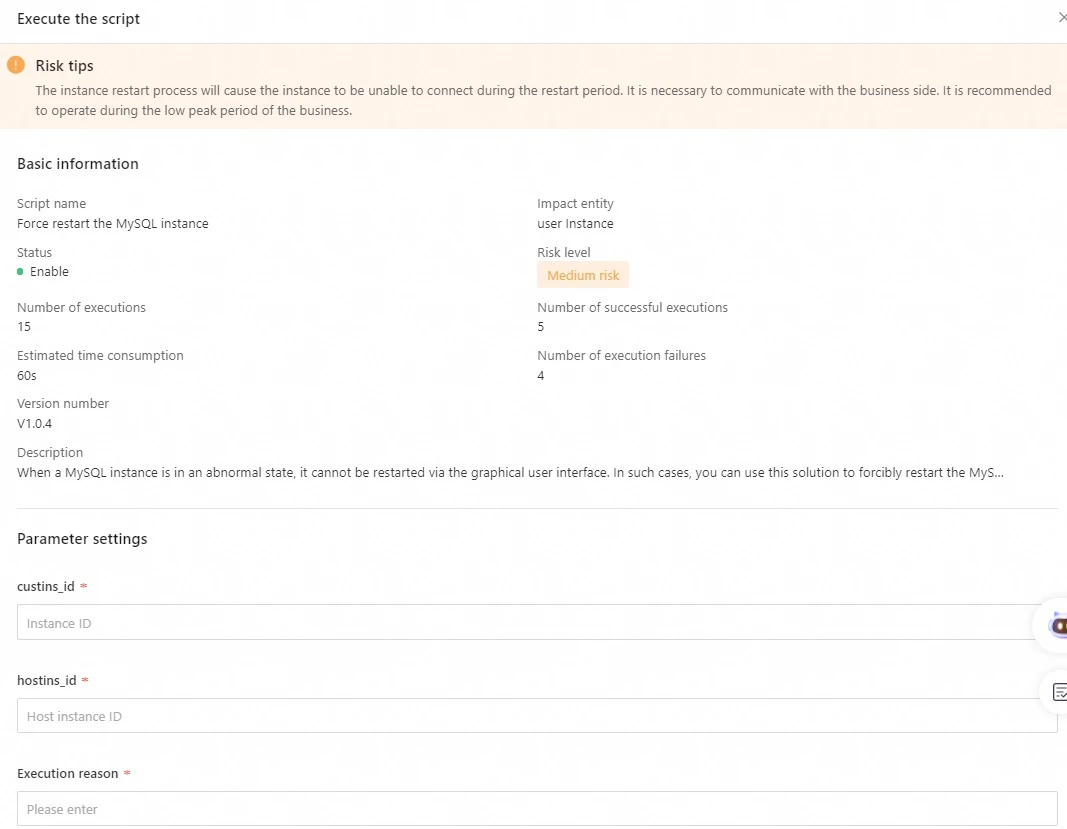 Execute the script
Risk tips
The instance restart process will cause the instance to be unable to connect during the restart period. It is necessary to communicate with the business side. It is recommended
to operate during the low peak period of the business.
Basic information
Script name
Force restart the MySQL instance
Impact entity
user Instance
Status
Enable
Risk level
Medium risk
Number of executions
15
Number of successful executions
5
Estimated time consumption
60s
Number of execution failures
4
Version number
V1.0.4
Description
When a MySQL instance is in an abnormal state, it cannot be restarted via the graphical user interface. In such cases, you can use this solution to forcibly restart the MyS...
Parameter settings
custins_id *
Instance ID
hostins_id *
Host instance ID
Execution reason *
Please enter